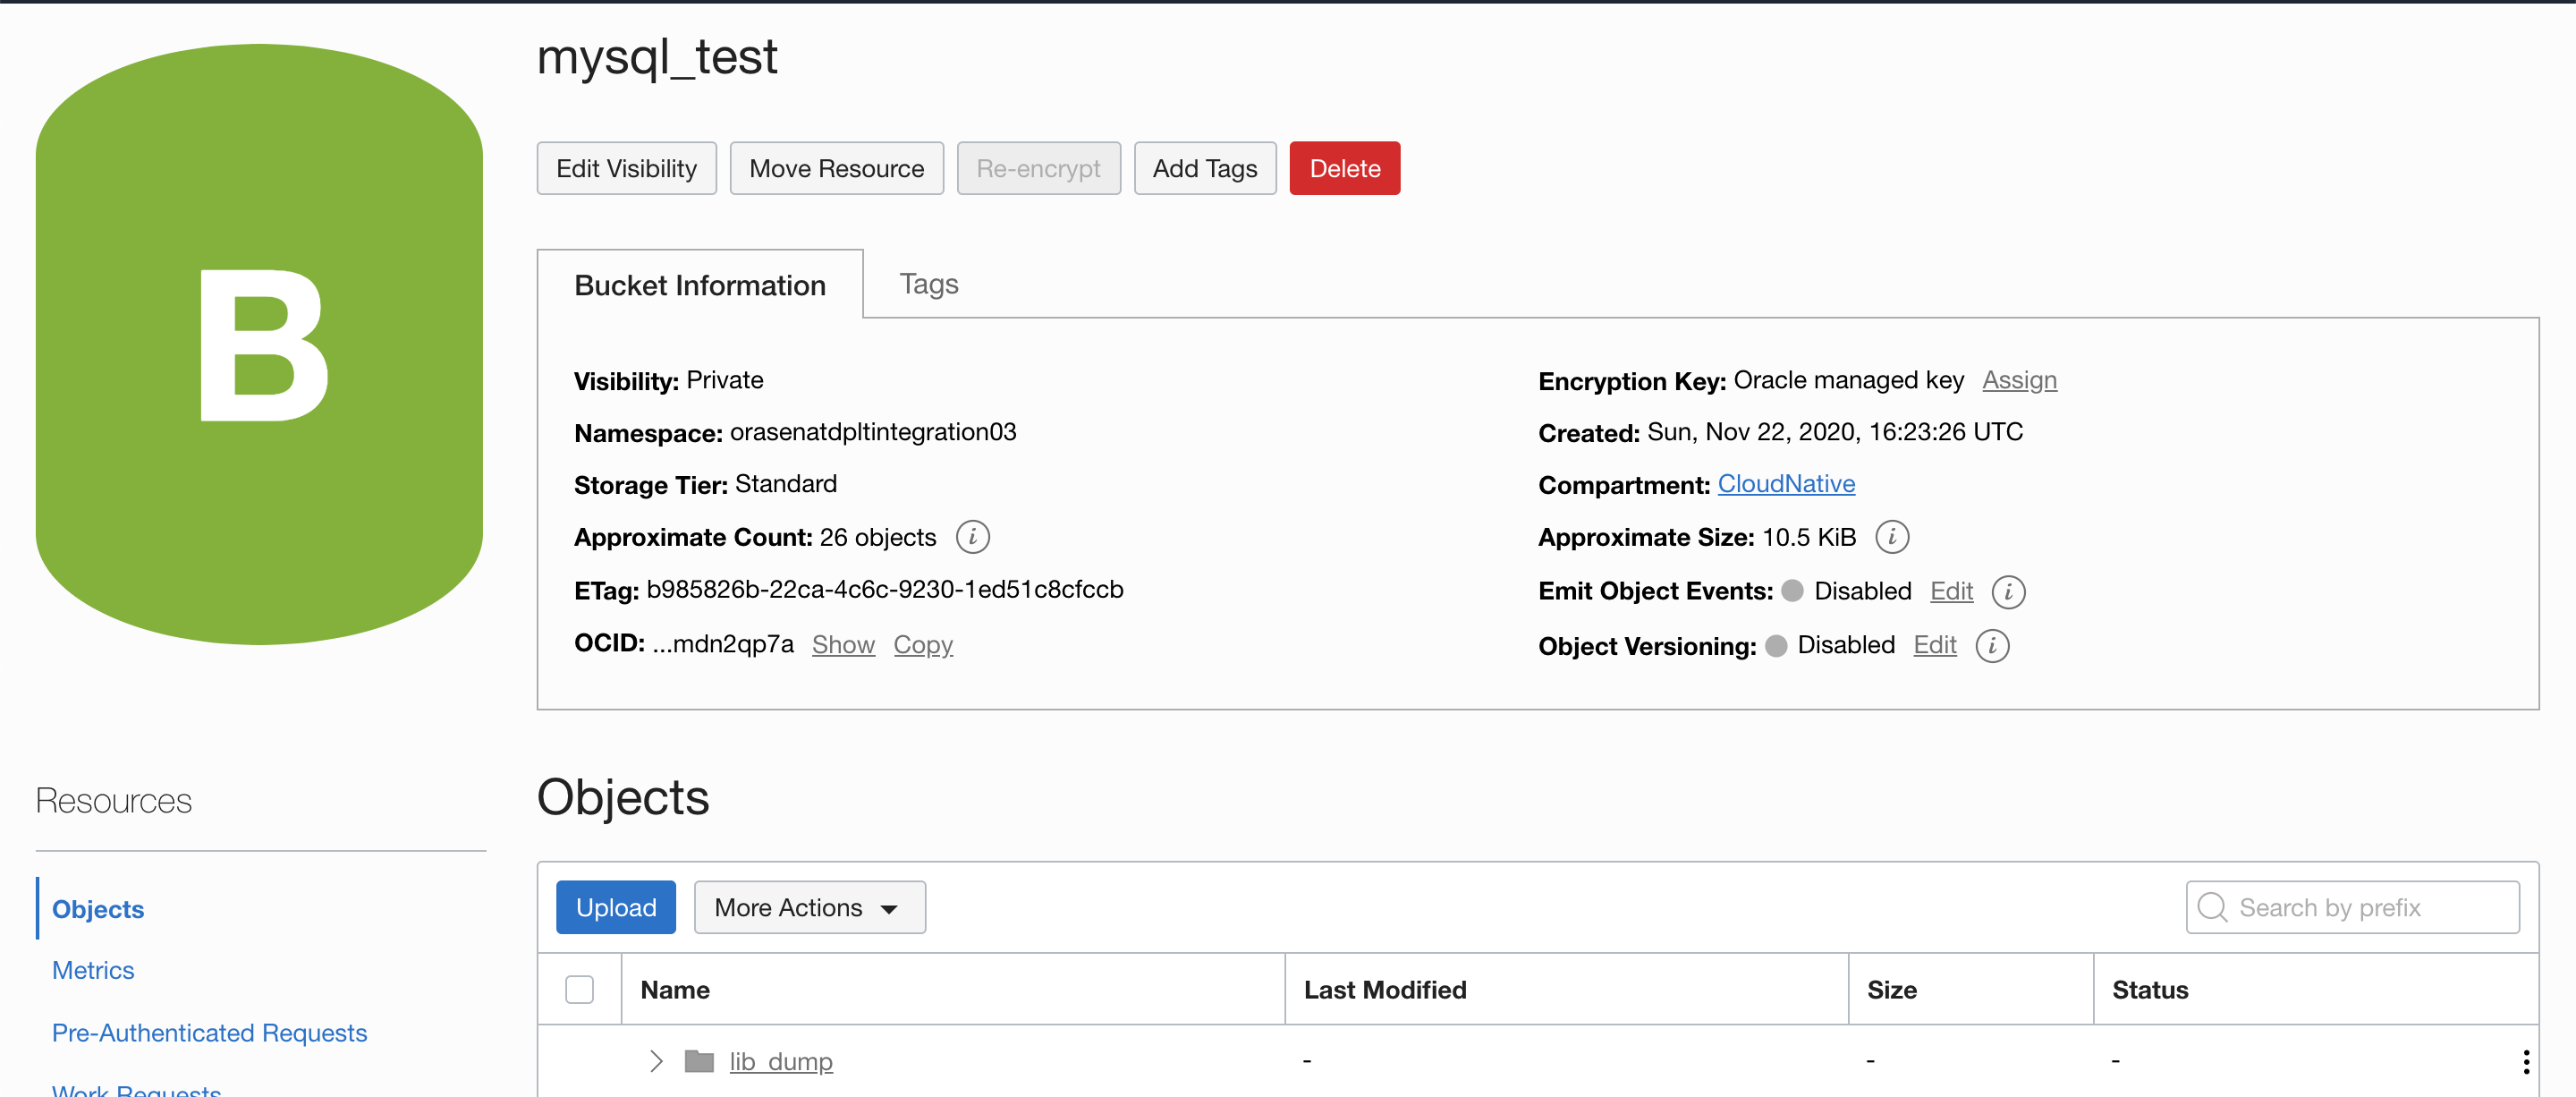 mysql_test
Edit Visibility Move Resource Re-encrypt Add Tags Delete
B
Bucket Information Tags
Visibility: Private
Namespace: orasenatdpltintegration03
Storage Tier: Standard
Approximate Count: 26 objects i
ETag: b985826b-22ca-4c6c-9230-1ed51c8cfccb
OCID: ...mdn2qp7a Show Copy
Encryption Key: Oracle managed key Assign
Created: Sun, Nov 22, 2020, 16:23:26 UTC
Compartment: CloudNative
Approximate Size: 10.5 KiB i
Emit Object Events: Disabled Edit i
Object Versioning: Disabled Edit i
Resources
Objects
Metrics
Pre-Authenticated Requests
Work Requests
Objects
Upload More Actions Search by prefix
Name Last Modified Size Status
lib_dump - - -